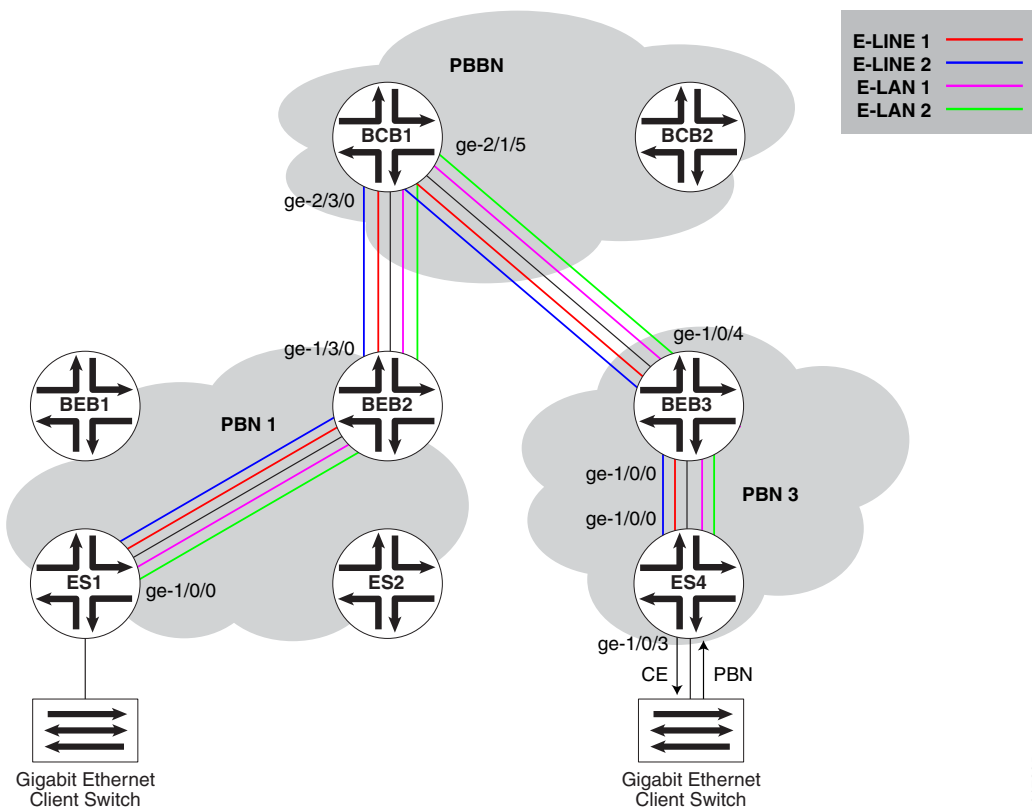 PBBN
E-LINE 1
E-LINE 2
E-LAN 1
E-LAN 2
BCB1
BCB2
ge-2/1/5
ge-2/3/0
ge-1/3/0
ge-1/0/4
BEB1
BEB2
BEB3
PBN 1
ge-1/0/0
PBN 3
ge-1/0/0
ES1
ES2
ES4
ge-1/0/0
ge-1/0/3
CE
PBN
Gigabit Ethernet
Client Switch
Gigabit Ethernet
Client Switch